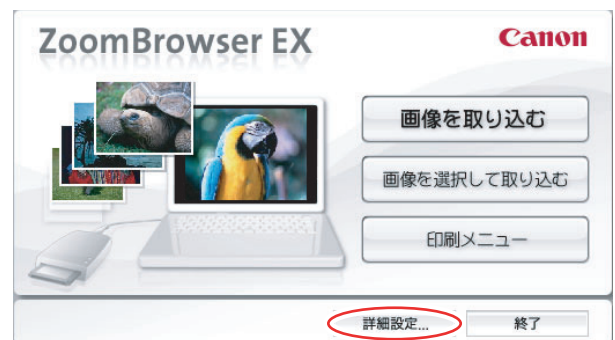 ZoomBrowser EX
Canon
画像を取り込む
画像を選択して取り込む
印刷メニュー
詳細設定...
終了